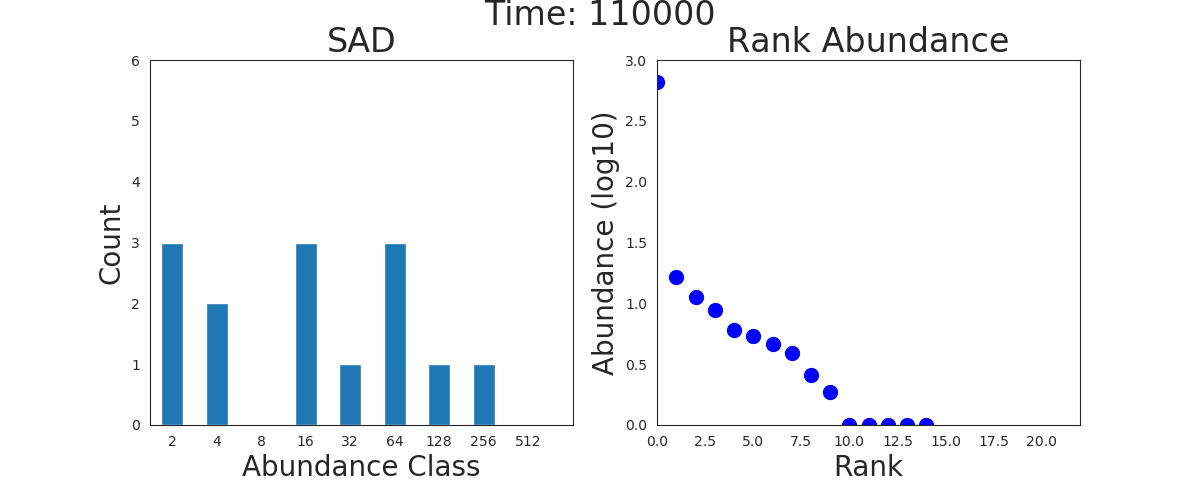 Time: 110000
SAD
6
5
4
3
2
1
0
Count
2 4 8 16 32 64 128 256 512
Abundance Class
Rank Abundance
3.0
2.5
2.0
1.5
1.0
0.5
0.0
Abundance (log10)
0.0 2.5 5.0 7.5 10.0 12.5 15.0 17.5 20.0
Rank